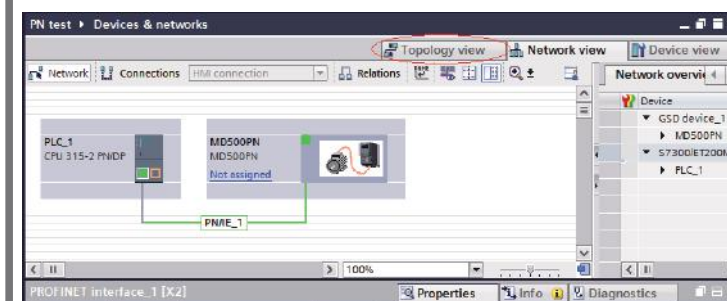 PN test ▸ Devices & networks
Topology view Network view Device view
Network Connections HMI connection Relations
Network overvie
Device
GSD device_1
MD500PN
S7300/ET200M
PLC_1
PLC_1
CPU 315-2 PN/DP
MD500PN
MD500PN
Not assigned
PN/IE_1
100%
PROFINET interface_1 [X2]
Properties Info Diagnostics